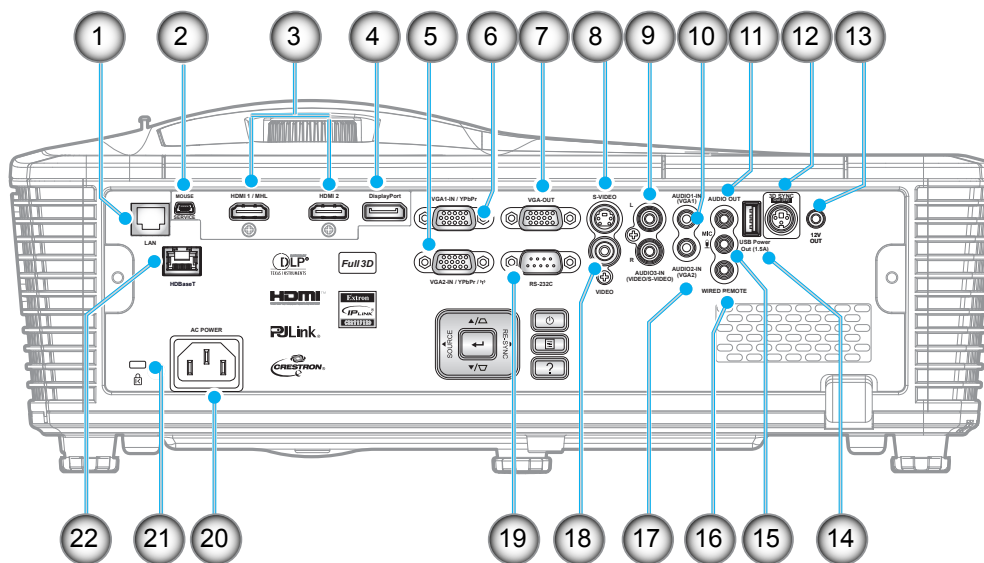 1 2 3 4 5 6 7 8 9 10 11 12 13
MOUSE
SERVICE
HDMI 1 / MHL
HDMI 2
DisplayPort
VGA1-IN / YPbPr
VGA-OUT
S-VIDEO
L
AUDIO1-IN
(VGA1)
AUDIO OUT
3D SYNC
LAN
MIC
USB Power
Out (1.5A)
12V
OUT
HDBaseT
VGA2-IN / YPbPr /
RS-232C
VIDEO
R
AUDIO3-IN
(VIDEO/S-VIDEO)
AUDIO2-IN
(VGA2)
WIRED REMOTE
DLP®
TEXAS INSTRUMENTS
Full 3D
HDMI
Extron
IP LINK
PJLink
CRESTRON
AC POWER
SOURCE
RE-SYNC
?
22 21 20 19 18 17 16 15 14